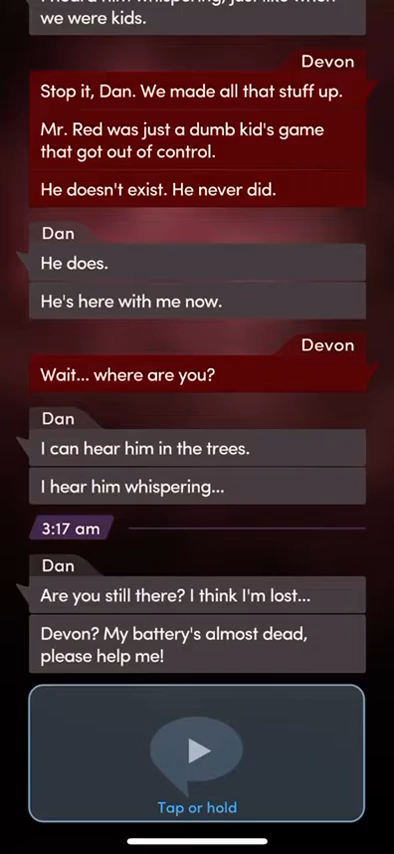 we were kids.
Devon
Stop it, Dan. We made all that stuff up.
Mr. Red was just a dumb kid's game
that got out of control.
He doesn't exist. He never did.
Dan
He does.
He's here with me now.
Devon
Wait... where are you?
Dan
I can hear him in the trees.
I hear him whispering...
3:17 am
Dan
Are you still there? I think I'm lost...
Devon? My battery's almost dead,
please help me!
Tap or hold